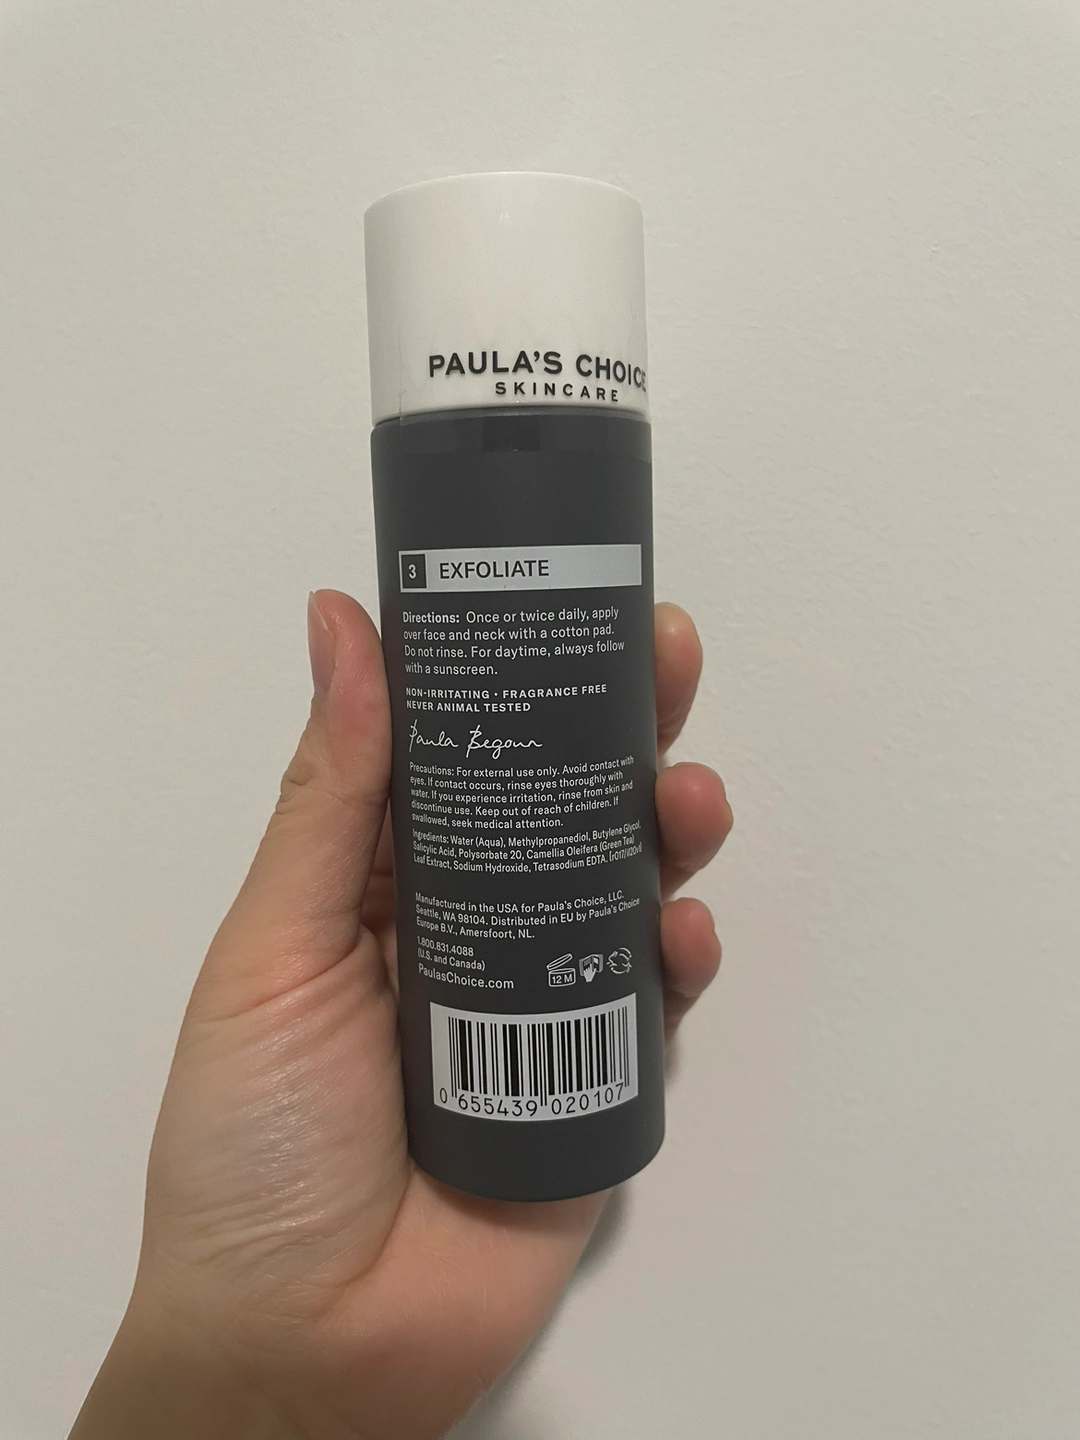 PAULA'S CHOICE
SKINCARE
3 EXFOLIATE
Directions: Once or twice daily, apply
over face and neck with a cotton pad.
Do not rinse. For daytime, always follow
with a sunscreen.
NON-IRRITATING • FRAGRANCE FREE
NEVER ANIMAL TESTED
Paula Begoun
Precautions: For external use only. Avoid contact with
eyes. If contact occurs, rinse eyes thoroughly with
water. If you experience irritation, rinse from skin and
discontinue use. Keep out of reach of children. If
swallowed, seek medical attention.
Ingredients: Water (Aqua), Methylpropanediol, Butylene Glycol,
Salicylic Acid, Polysorbate 20, Camellia Oleifera (Green Tea)
Leaf Extract, Sodium Hydroxide, Tetrasodium EDTA.
Manufactured in the USA for Paula's Choice, LLC.
Seattle, WA 98104. Distributed in EU by Paula's Choice
Europe B.V., Amersfoort, NL.
1.800.831.4088
(U.S. and Canada)
PaulasChoice.com
12 M
0 655439 020107